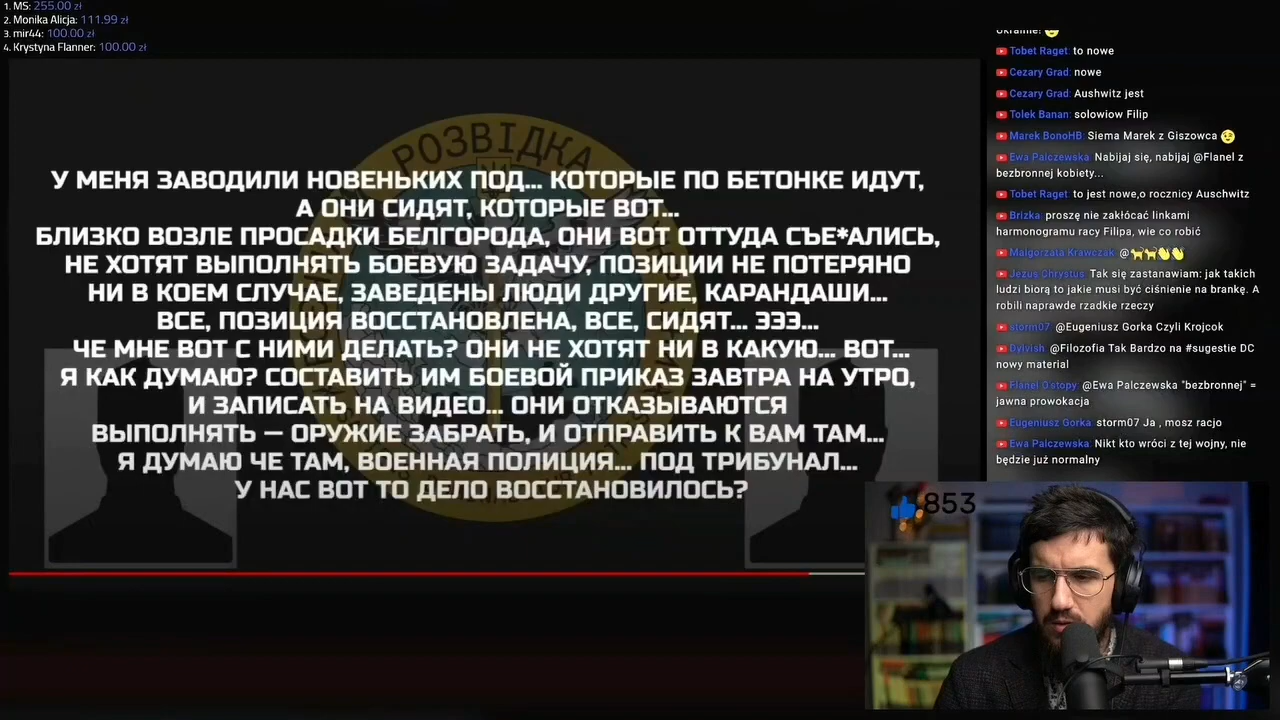 1. MS: 255.00 zł
2. Monika Alicja: 111.99 zł
3. mir44: 100.00 zł
4. Krystyna Flanner: 100.00 zł
РОЗВІДКА
У МЕНЯ ЗАВОДИЛИ НОВЕНЬКИХ ПОД... КОТОРЫЕ ПО БЕТОНКЕ ИДУТ,
А ОНИ СИДЯТ, КОТОРЫЕ ВОТ...
БЛИЗКО ВОЗЛЕ ПРОСАДКИ БЕЛГОРОДА, ОНИ ВОТ ОТТУДА СЪЕ*АЛИСЬ,
НЕ ХОТЯТ ВЫПОЛНЯТЬ БОЕВУЮ ЗАДАЧУ, ПОЗИЦИИ НЕ ПОТЕРЯНО
НИ В КОЕМ СЛУЧАЕ, ЗАВЕДЕНЫ ЛЮДИ ДРУГИЕ, КАРАНДАШИ...
ВСЕ, ПОЗИЦИЯ ВОССТАНОВЛЕНА, ВСЕ, СИДЯТ... ЭЭЭ...
ЧЕ МНЕ ВОТ С НИМИ ДЕЛАТЬ? ОНИ НЕ ХОТЯТ НИ В КАКУЮ... ВОТ...
Я КАК ДУМАЮ? СОСТАВИТЬ ИМ БОЕВОЙ ПРИКАЗ ЗАВТРА НА УТРО,
И ЗАПИСАТЬ НА ВИДЕО... ОНИ ОТКАЗЫВАЮТСЯ
ВЫПОЛНЯТЬ — ОРУЖИЕ ЗАБРАТЬ, И ОТПРАВИТЬ К ВАМ ТАМ...
Я ДУМАЮ ЧЕ ТАМ, ВОЕННАЯ ПОЛИЦИЯ... ПОД ТРИБУНАЛ...
У НАС ВОТ ТО ДЕЛО ВОССТАНОВИЛОСЬ?
Ukrainie! 😉
Tobet Raget: to nowe
Cezary Grad: nowe
Cezary Grad: Aushwitz jest
Tolek Banan: solowiow Filip
Marek BonoHB: Siema Marek z Giszowca 😉
Ewa Palczewska: Nabijaj się, nabijaj @Flanel z
bezbronnej kobiety...
Tobet Raget: to jest nowe,o rocznicy Auschwitz
Brizka: proszę nie zakłócać linkami
harmonogramu racy Filipa, wie co robić
Malgorzata Krawczak: @🐈🐈👏👏
Jezus Chrystus: Tak się zastanawiam: jak takich
ludzi biorą to jakie musi być ciśnienie na brankę. A
robili naprawde rzadkie rzeczy
storm07: @Eugeniusz Gorka Czyli Krojcok
Dylvish: @Filozofia Tak Bardzo na #sugestie DC
nowy material
Flanel O'stopy: @Ewa Palczewska "bezbronnej" =
jawna prowokacja
Eugeniusz Gorka: storm07 Ja , mosz racjo
Ewa Palczewska: Nikt kto wróci z tej wojny, nie
będzie już normalny
853